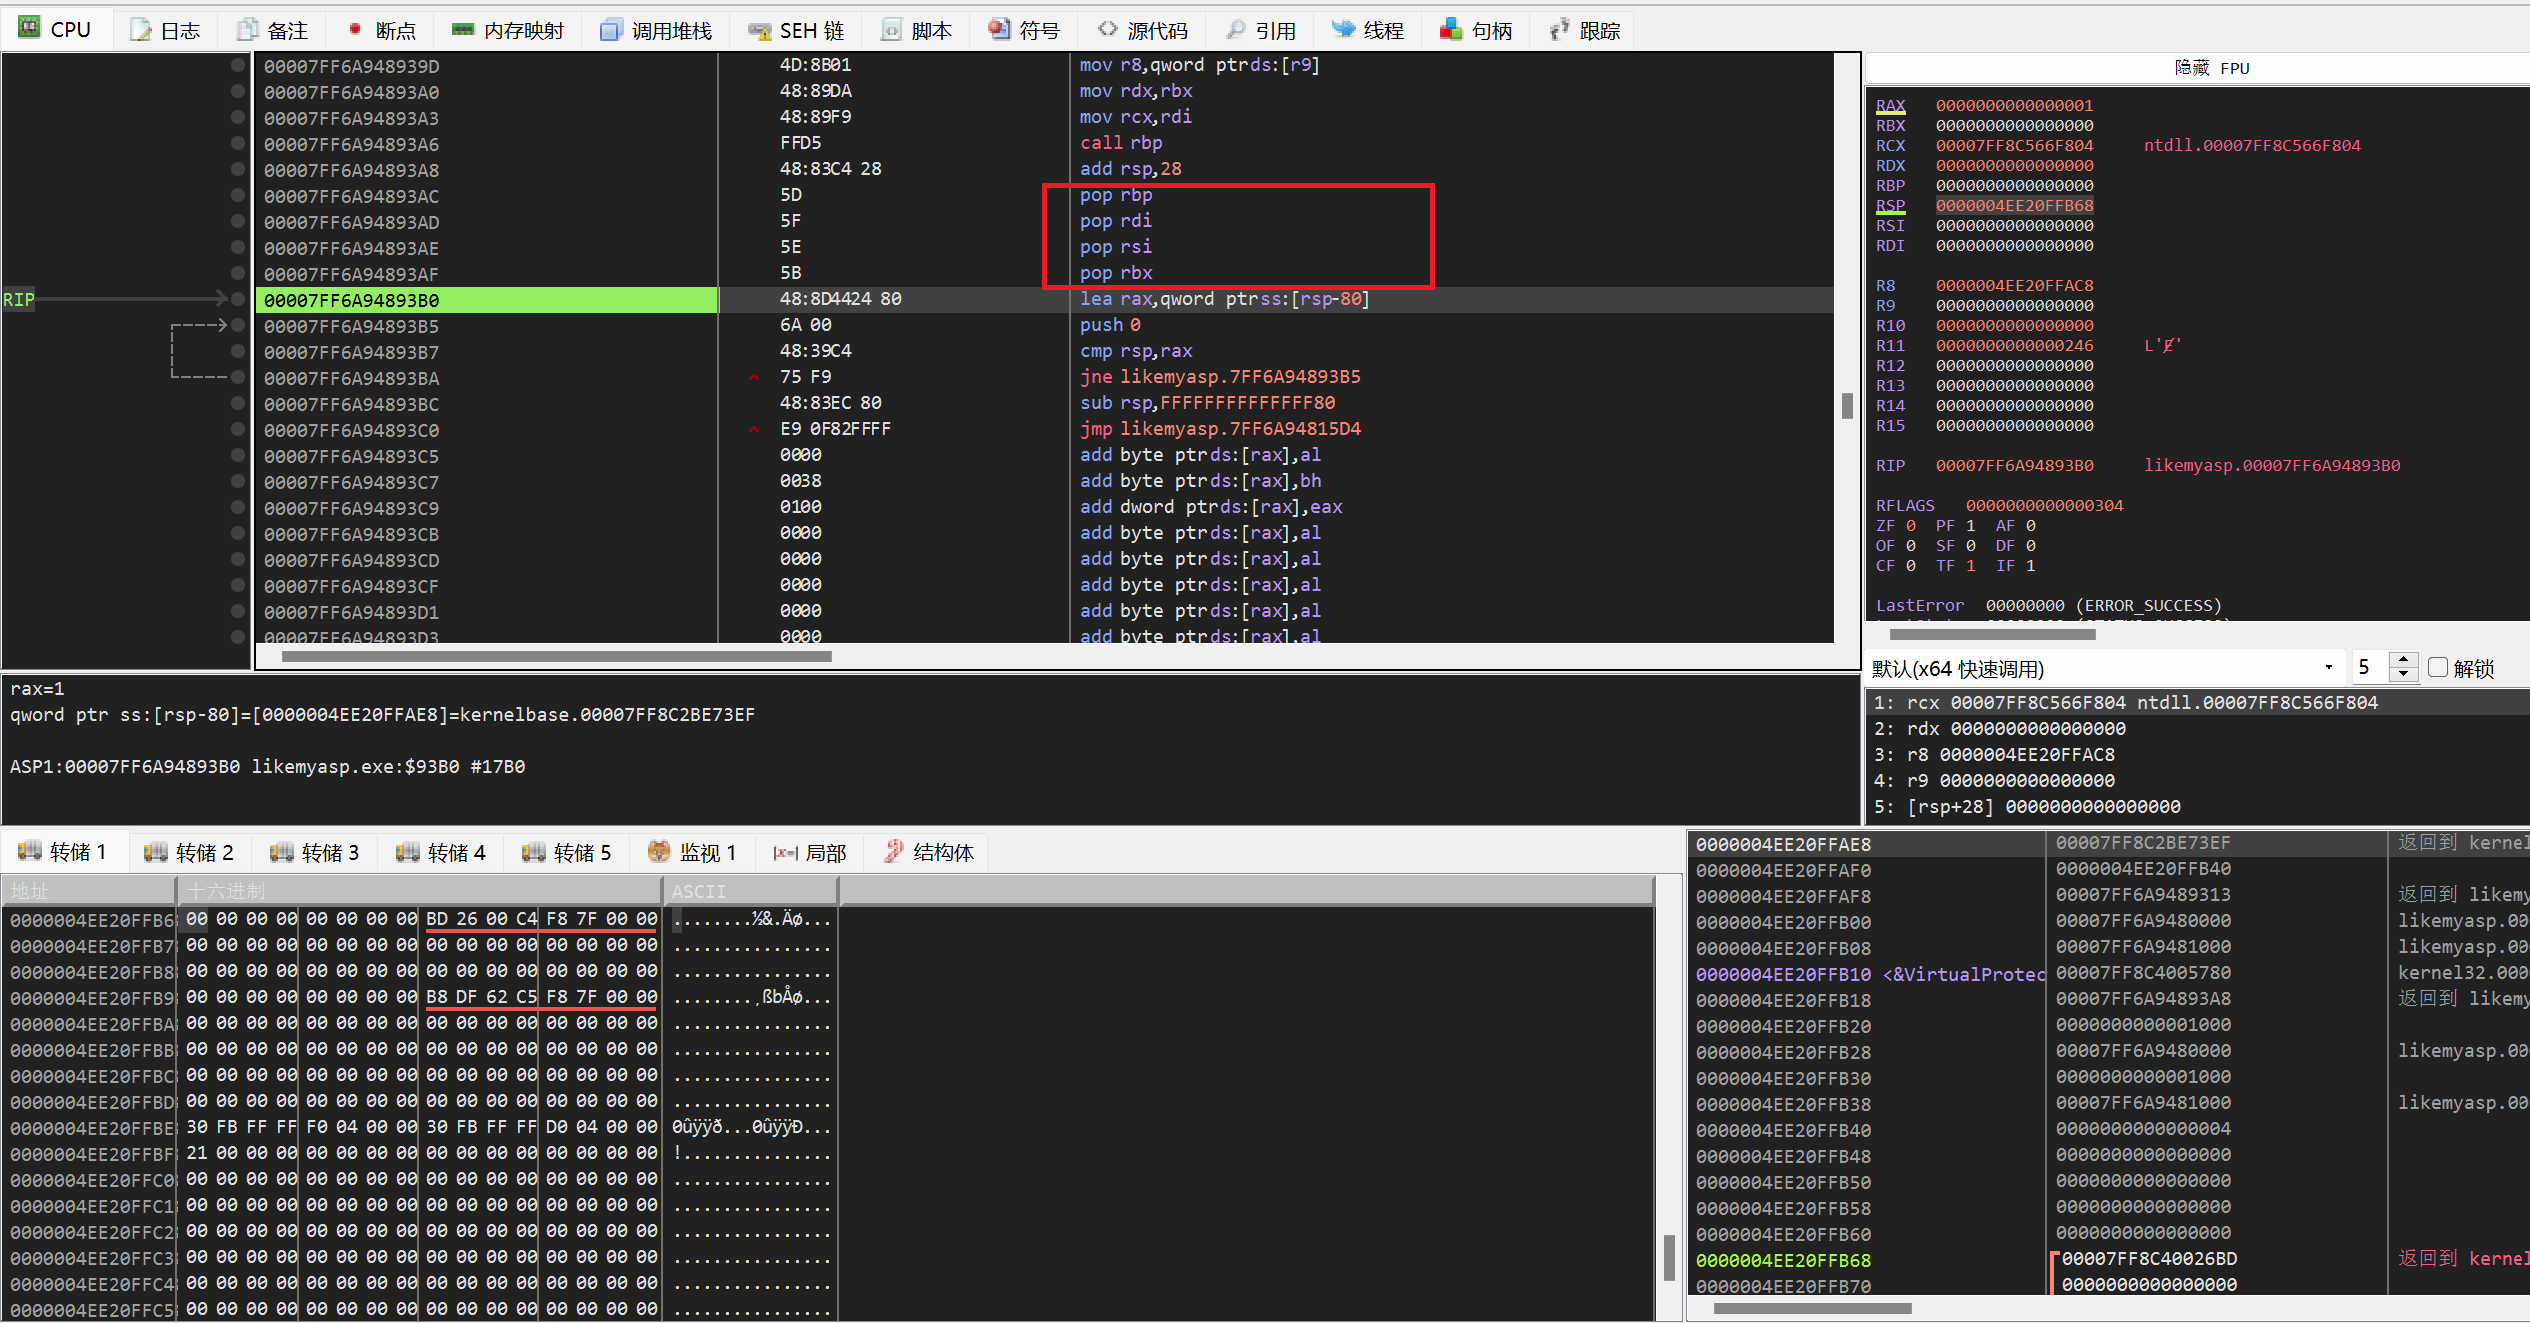 CPU 日志 备注 断点 内存映射 调用堆栈 SEH 链 脚本 符号 源代码 引用 线程 句柄 跟踪
RIP
00007FF6A948939D 4D:8B01 mov r8,qword ptr ds:[r9]
00007FF6A94893A0 48:89DA mov rdx,rbx
00007FF6A94893A3 48:89F9 mov rcx,rdi
00007FF6A94893A6 FFD5 call rbp
00007FF6A94893A8 48:83C4 28 add rsp,28
00007FF6A94893AC 5D pop rbp
00007FF6A94893AD 5F pop rdi
00007FF6A94893AE 5E pop rsi
00007FF6A94893AF 5B pop rbx
00007FF6A94893B0 48:8D4424 80 lea rax,qword ptr ss:[rsp-80]
00007FF6A94893B5 6A 00 push 0
00007FF6A94893B7 48:39C4 cmp rsp,rax
00007FF6A94893BA 75 F9 jne likemyasp.7FF6A94893B5
00007FF6A94893BC 48:83EC 80 sub rsp,FFFFFFFFFFFFFF80
00007FF6A94893C0 E9 0F82FFFF jmp likemyasp.7FF6A94815D4
00007FF6A94893C5 0000 add byte ptr ds:[rax],al
00007FF6A94893C7 0038 add byte ptr ds:[rax],bh
00007FF6A94893C9 0100 add dword ptr ds:[rax],eax
00007FF6A94893CB 0000 add byte ptr ds:[rax],al
00007FF6A94893CD 0000 add byte ptr ds:[rax],al
00007FF6A94893CF 0000 add byte ptr ds:[rax],al
00007FF6A94893D1 0000 add byte ptr ds:[rax],al
00007FF6A94893D3 0000 add byte ptr ds:[rax],al
隐藏 FPU
RAX 0000000000000001
RBX 0000000000000000
RCX 00007FF8C566F804 ntdll.00007FF8C566F804
RDX 0000000000000000
RBP 0000000000000000
RSP 0000004EE20FFB68
RSI 0000000000000000
RDI 0000000000000000
R8 0000004EE20FFAC8
R9 0000000000000000
R10 0000000000000000
R11 0000000000000246 L'Ɇ'
R12 0000000000000000
R13 0000000000000000
R14 0000000000000000
R15 0000000000000000
RIP 00007FF6A94893B0 likemyasp.00007FF6A94893B0
RFLAGS 0000000000000304
ZF 0 PF 1 AF 0
OF 0 SF 0 DF 0
CF 0 TF 1 IF 1
LastError 00000000 (ERROR_SUCCESS)
默认(x64 快速调用) 5 解锁
1: rcx 00007FF8C566F804 ntdll.00007FF8C566F804
2: rdx 0000000000000000
3: r8 0000004EE20FFAC8
4: r9 0000000000000000
5: [rsp+28] 0000000000000000
rax=1
qword ptr ss:[rsp-80]=[0000004EE20FFAE8]=kernelbase.00007FF8C2BE73EF
ASP1:00007FF6A94893B0 likemyasp.exe:$93B0 #17B0
转储 1 转储 2 转储 3 转储 4 转储 5 监视 1 局部 结构体
地址 十六进制 ASCII
0000004EE20FFB6 00 00 00 00 00 00 00 00 BD 26 00 C4 F8 7F 00 00 ........½&.Äø...
0000004EE20FFB7 00 00 00 00 00 00 00 00 00 00 00 00 00 00 00 00 ................
0000004EE20FFB8 00 00 00 00 00 00 00 00 00 00 00 00 00 00 00 00 ................
0000004EE20FFB9 00 00 00 00 00 00 00 00 B8 DF 62 C5 F8 7F 00 00 ........¸ßbÅø...
0000004EE20FFBA 00 00 00 00 00 00 00 00 00 00 00 00 00 00 00 00 ................
0000004EE20FFBB 00 00 00 00 00 00 00 00 00 00 00 00 00 00 00 00 ................
0000004EE20FFBC 00 00 00 00 00 00 00 00 00 00 00 00 00 00 00 00 ................
0000004EE20FFBD 00 00 00 00 00 00 00 00 00 00 00 00 00 00 00 00 ................
0000004EE20FFBE 30 FB FF FF F0 04 00 00 30 FB FF FF D0 04 00 00 0ûÿÿð...0ûÿÿÐ...
0000004EE20FFBF 21 00 00 00 00 00 00 00 00 00 00 00 00 00 00 00 !...............
0000004EE20FFC0 00 00 00 00 00 00 00 00 00 00 00 00 00 00 00 00 ................
0000004EE20FFC1 00 00 00 00 00 00 00 00 00 00 00 00 00 00 00 00 ................
0000004EE20FFC2 00 00 00 00 00 00 00 00 00 00 00 00 00 00 00 00 ................
0000004EE20FFC3 00 00 00 00 00 00 00 00 00 00 00 00 00 00 00 00 ................
0000004EE20FFC4 00 00 00 00 00 00 00 00 00 00 00 00 00 00 00 00 ................
0000004EE20FFC5 00 00 00 00 00 00 00 00 00 00 00 00 00 00 00 00 ................
0000004EE20FFAE8 00007FF8C2BE73EF 返回到 kernel
0000004EE20FFAF0 0000004EE20FFB40
0000004EE20FFAF8 00007FF6A9489313 返回到 likemy
0000004EE20FFB00 00007FF6A9480000 likemyasp.00
0000004EE20FFB08 00007FF6A9481000 likemyasp.00
0000004EE20FFB10 <&VirtualProtec 00007FF8C4005780 kernel32.000
0000004EE20FFB18 00007FF6A94893A8 返回到 likemy
0000004EE20FFB20 0000000000001000
0000004EE20FFB28 00007FF6A9480000 likemyasp.00
0000004EE20FFB30 0000000000001000
0000004EE20FFB38 00007FF6A9481000 likemyasp.00
0000004EE20FFB40 0000000000000004
0000004EE20FFB48 0000000000000000
0000004EE20FFB50 0000000000000000
0000004EE20FFB58 0000000000000000
0000004EE20FFB60 0000000000000000
0000004EE20FFB68 00007FF8C40026BD 返回到 kernel
0000004EE20FFB70 0000000000000000